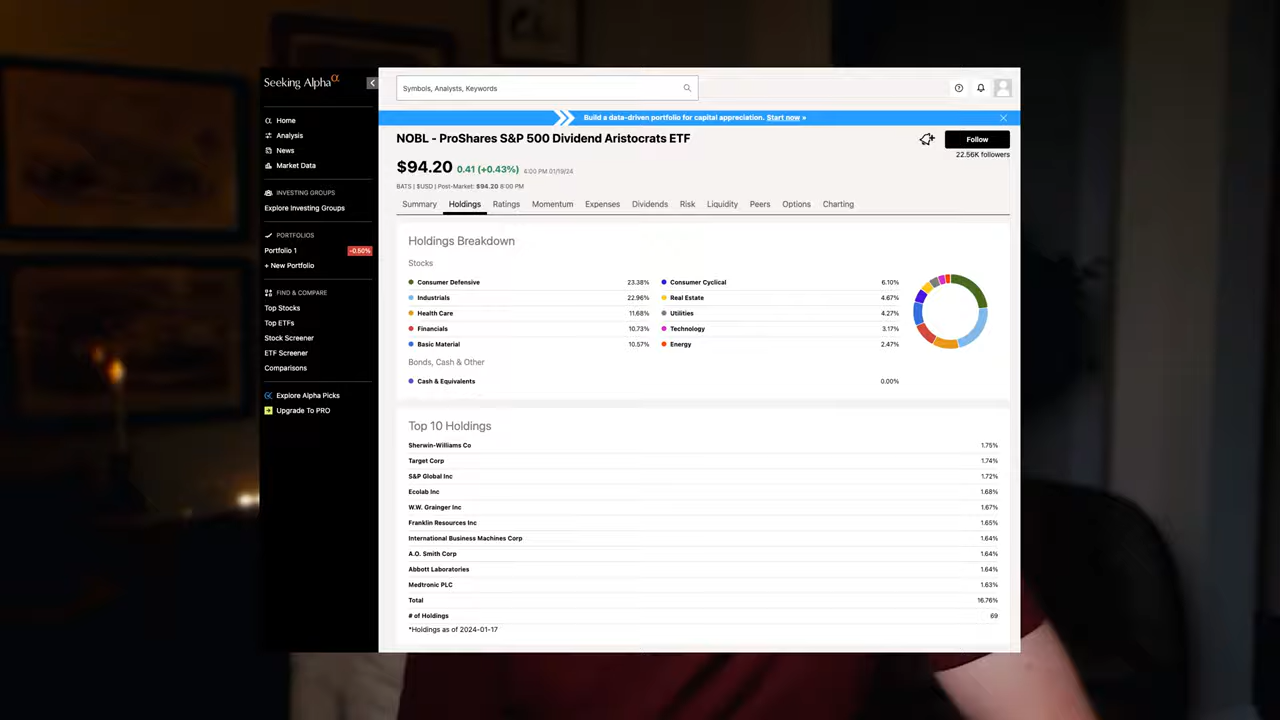 Seeking Alpha α
Symbols, Analysts, Keywords
Home
Analysis
News
Market Data
INVESTING GROUPS
Explore Investing Groups
PORTFOLIOS
Portfolio 1 -0.50%
+ New Portfolio
FIND & COMPARE
Top Stocks
Top ETFs
Stock Screener
ETF Screener
Comparisons
Explore Alpha Picks
Upgrade To PRO
Build a data-driven portfolio for capital appreciation. Start now »
NOBL - ProShares S&P 500 Dividend Aristocrats ETF
Follow
22.56K followers
$94.20 0.41 (+0.43%) 4:00 PM 01/19/24
BATS | $USD | Post-Market: $94.20 8:00 PM
Summary Holdings Ratings Momentum Expenses Dividends Risk Liquidity Peers Options Charting
Holdings Breakdown
Stocks
Consumer Defensive 23.38% Consumer Cyclical 6.10%
Industrials 22.96% Real Estate 4.67%
Health Care 11.68% Utilities 4.27%
Financials 10.73% Technology 3.17%
Basic Material 10.57% Energy 2.47%
Bonds, Cash & Other
Cash & Equivalents 0.00%
Top 10 Holdings
Sherwin-Williams Co 1.75%
Target Corp 1.74%
S&P Global Inc 1.72%
Ecolab Inc 1.68%
W.W. Grainger Inc 1.67%
Franklin Resources Inc 1.65%
International Business Machines Corp 1.64%
A.O. Smith Corp 1.64%
Abbott Laboratories 1.64%
Medtronic PLC 1.63%
Total 16.76%
# of Holdings 69
*Holdings as of 2024-01-17